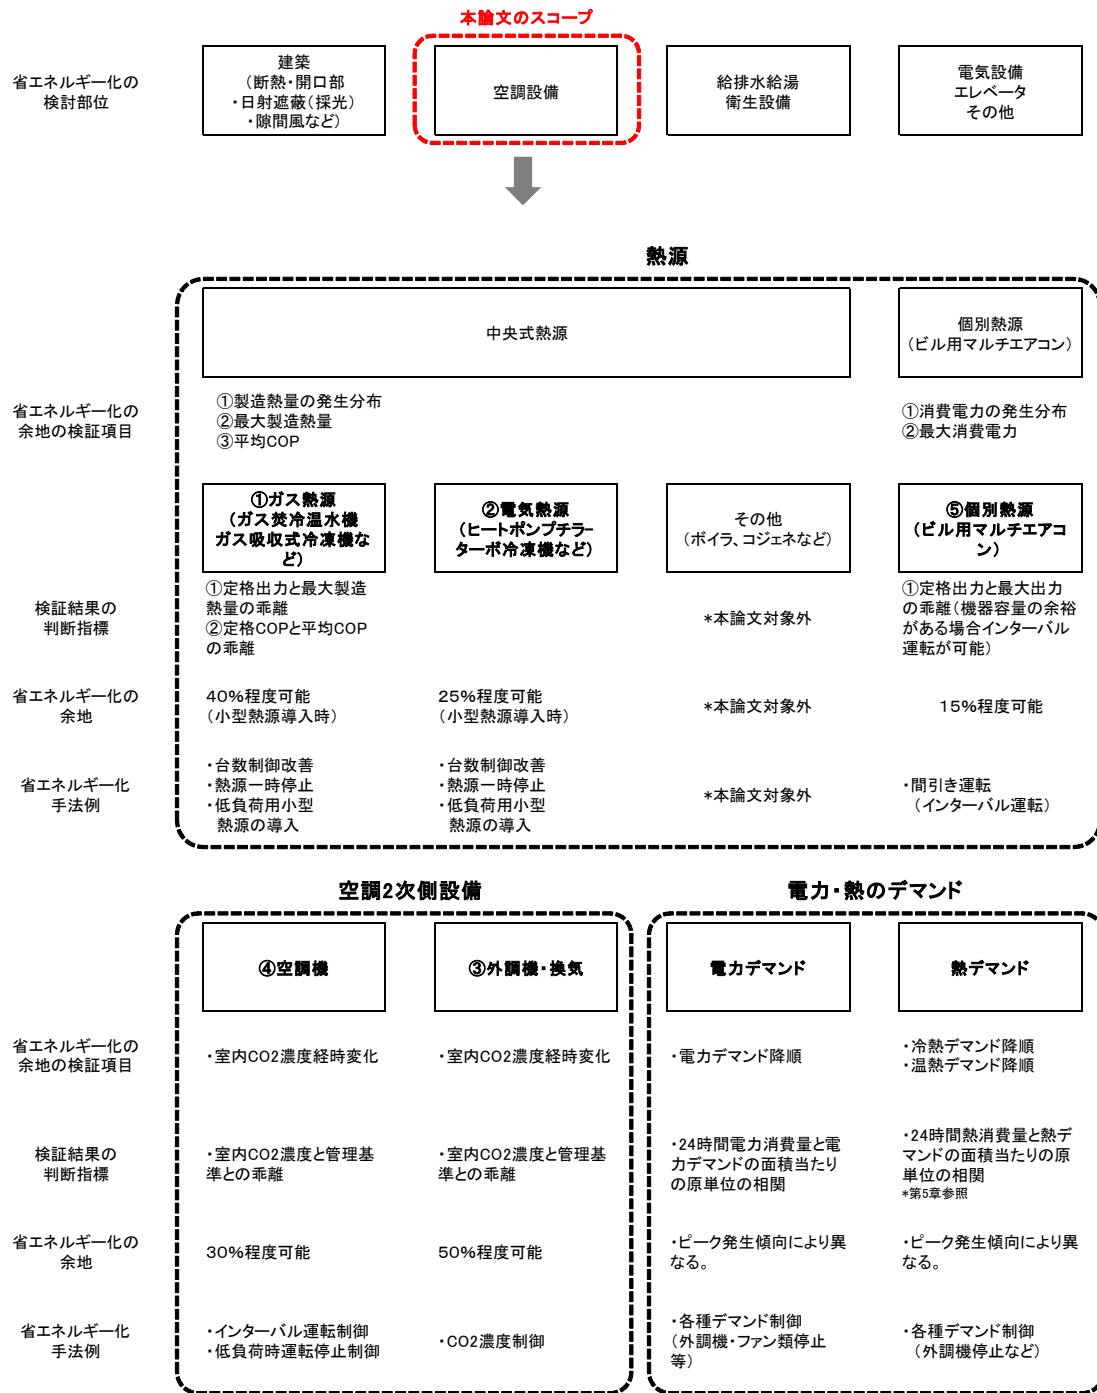 本論文のスコープ
省エネルギー化の
検討部位
建築
(断熱・開口部
・日射遮蔽(採光)
・隙間風など)
空調設備
給排水給湯
衛生設備
電気設備
エレベータ
その他
熱源
中央式熱源
個別熱源
(ビル用マルチエアコン)
省エネルギー化の
余地の検証項目
①製造熱量の発生分布
②最大製造熱量
③平均COP
①消費電力の発生分布
②最大消費電力
①ガス熱源
(ガス焚冷温水機
ガス吸収式冷凍機な
ど)
②電気熱源
(ヒートポンプチラー
ターボ冷凍機など)
その他
(ボイラ、コジェネなど)
⑤個別熱源
(ビル用マルチエアコ
ン)
検証結果の
判断指標
①定格出力と最大製造
熱量の乖離
②定格COPと平均COP
の乖離
*本論文対象外
①定格出力と最大出力
の乖離(機器容量の余裕
がある場合インターバル
運転が可能)
省エネルギー化の
余地
40%程度可能
(小型熱源導入時)
25%程度可能
(小型熱源導入時)
*本論文対象外
15%程度可能
省エネルギー化
手法例
・台数制御改善
・熱源一時停止
・低負荷用小型
熱源の導入
・台数制御改善
・熱源一時停止
・低負荷用小型
熱源の導入
*本論文対象外
・間引き運転
(インターバル運転)
空調2次側設備
電力・熱のデマンド
④空調機
③外調機・換気
電力デマンド
熱デマンド
省エネルギー化の
余地の検証項目
・室内CO2濃度経時変化
・室内CO2濃度経時変化
・電力デマンド降順
・冷熱デマンド降順
・温熱デマンド降順
検証結果の
判断指標
・室内CO2濃度と管理基
準との乖離
・室内CO2濃度と管理基
準との乖離
・24時間電力消費量と電
力デマンドの面積当たり
の原単位の相関
・24時間熱消費量と熱デ
マンドの面積当たりの原
単位の相関
*第5章参照
省エネルギー化の
余地
30%程度可能
50%程度可能
・ピーク発生傾向により異
なる。
・ピーク発生傾向により異
なる。
省エネルギー化
手法例
・インターバル運転制御
・低負荷時運転停止制御
・CO2濃度制御
・各種デマンド制御
(外調機・ファン類停止
等)
・各種デマンド制御
(外調機停止など)